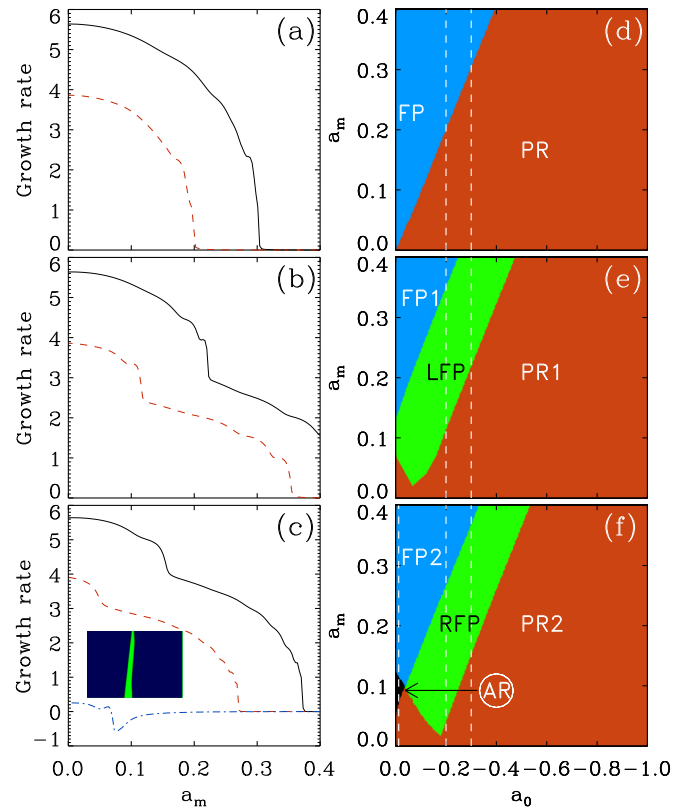 6
5
4
3
2
1
0
Growth rate
(a)
0.4
0.3
0.2
0.1
0.0
a_m
(d)
FP
PR
6
5
4
3
2
1
0
Growth rate
(b)
0.4
0.3
0.2
0.1
0.0
a_m
(e)
FP1
LFP
PR1
6
5
4
3
2
1
0
−1
Growth rate
(c)
0.0 0.1 0.2 0.3 0.4
a_m
0.4
0.3
0.2
0.1
0.0
a_m
(f)
FP2
RFP
PR2
AR
0.0 −0.2 −0.4 −0.6 −0.8 −1.0
a_0